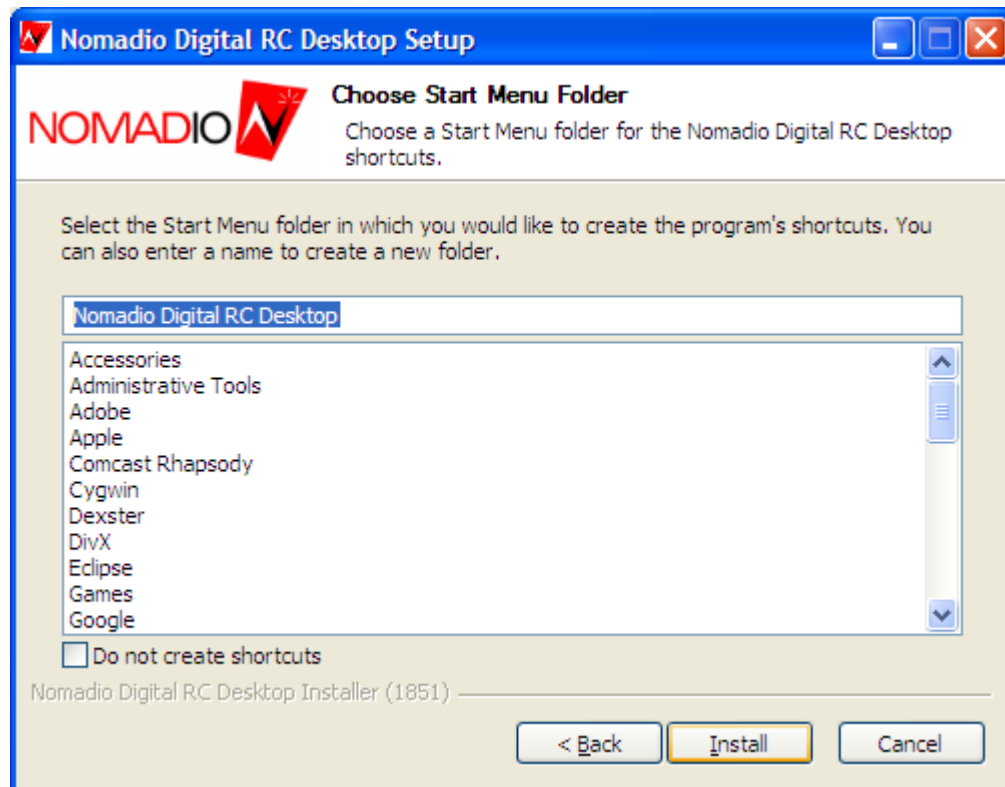 Nomadio Digital RC Desktop Setup
NOMADIO
Choose Start Menu Folder
Choose a Start Menu folder for the Nomadio Digital RC Desktop
shortcuts.
Select the Start Menu folder in which you would like to create the program's shortcuts. You
can also enter a name to create a new folder.
Nomadio Digital RC Desktop
Accessories
Administrative Tools
Adobe
Apple
Comcast Rhapsody
Cygwin
Dexster
DivX
Eclipse
Games
Google
Do not create shortcuts
Nomadio Digital RC Desktop Installer (1851)
< Back
Install
Cancel